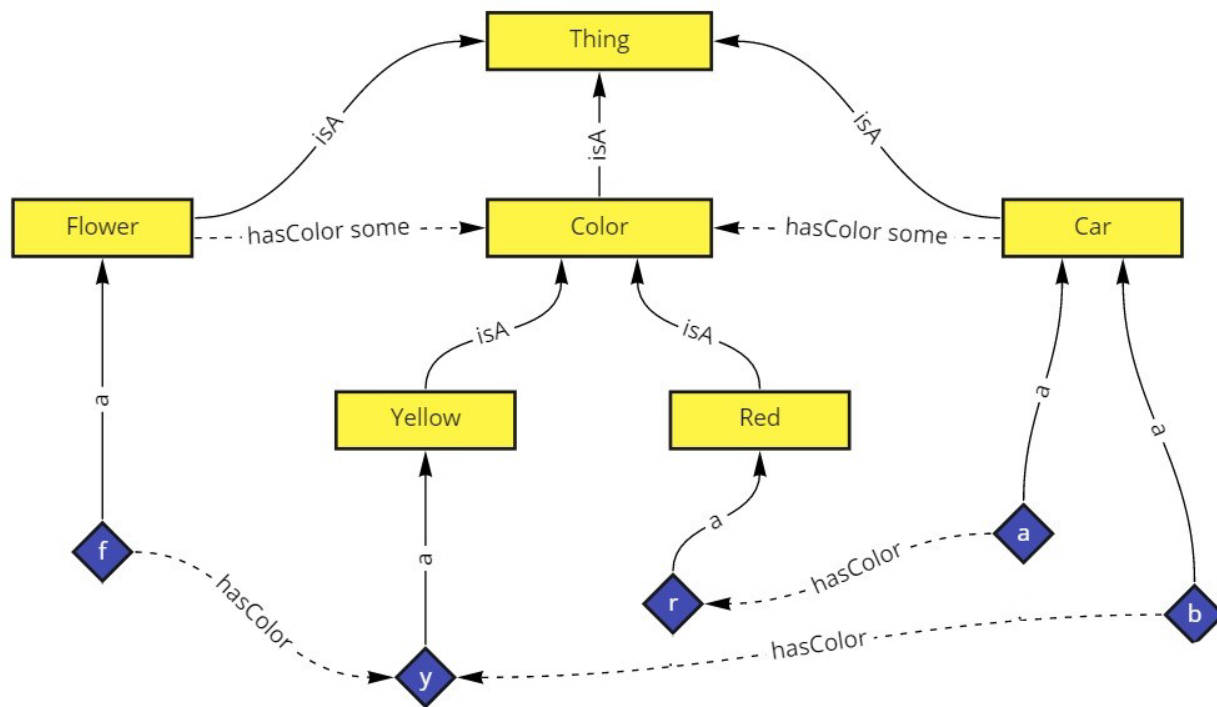 Thing
isA
isA
isA
Flower
hasColor some
Color
hasColor some
Car
isA
isA
a
Yellow
Red
a
a
f
a
a
a
hasColor
r
hasColor
b
hasColor
y